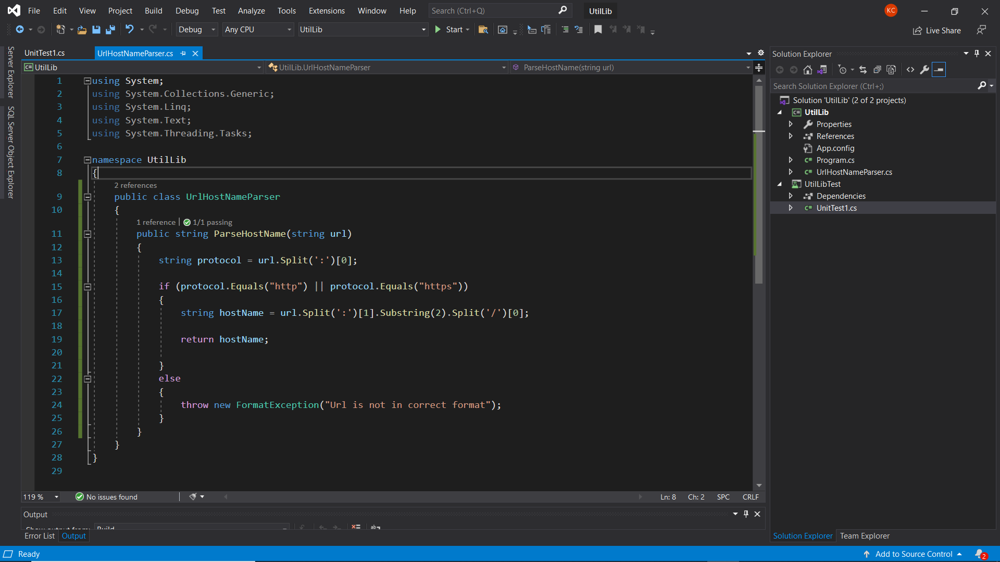 File Edit View Project Build Debug Test Analyze Tools Extensions Window Help Search (Ctrl+Q) UtilLib KC
Debug Any CPU UtilLib Start Live Share
Server Explorer
SQL Server Object Explorer
UnitTest1.cs UrlHostNameParser.cs
C# UtilLib UtilLib.UrlHostNameParser ParseHostName(string url)
1 using System;
2 using System.Collections.Generic;
3 using System.Linq;
4 using System.Text;
5 using System.Threading.Tasks;
6
7 namespace UtilLib
8 {
2 references
9 public class UrlHostNameParser
10 {
1 reference | 1/1 passing
11 public string ParseHostName(string url)
12 {
13 string protocol = url.Split(':')[0];
14
15 if (protocol.Equals("http") || protocol.Equals("https"))
16 {
17 string hostName = url.Split(':')[1].Substring(2).Split('/')[0];
18
19 return hostName;
20
21 }
22 else
23 {
24 throw new FormatException("Url is not in correct format");
25 }
26 }
27 }
28 }
29
119 % No issues found Ln: 8 Ch: 2 SPC CRLF
Output
Show output from: Build
Error List Output
Solution Explorer
Search Solution Explorer (Ctrl+;)
Solution 'UtilLib' (2 of 2 projects)
C# UtilLib
Properties
References
App.config
C# Program.cs
C# UrlHostNameParser.cs
UtilLibTest
Dependencies
C# UnitTest1.cs
Solution Explorer Team Explorer
Ready Add to Source Control 2